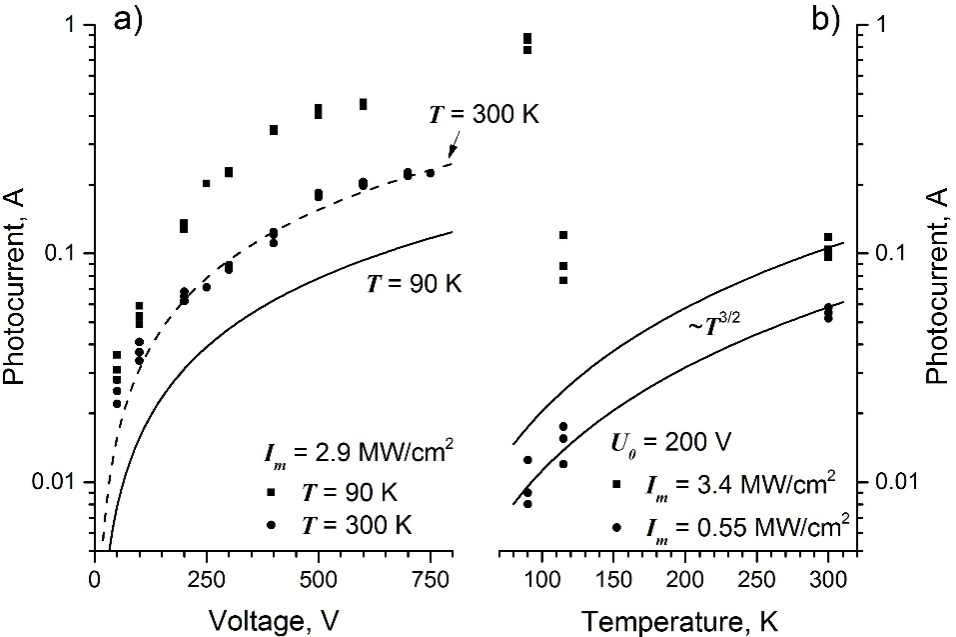 a)
Photocurrent, A
1
0.1
0.01
T = 300 K
T = 90 K
Iₘ = 2.9 MW/cm²
T = 90 K
T = 300 K
0 250 500 750
Voltage, V
b)
~T³ᐟ²
U₀ = 200 V
Iₘ = 3.4 MW/cm²
Iₘ = 0.55 MW/cm²
100 150 200 250 300
Temperature, K
1
0.1
0.01
Photocurrent, A